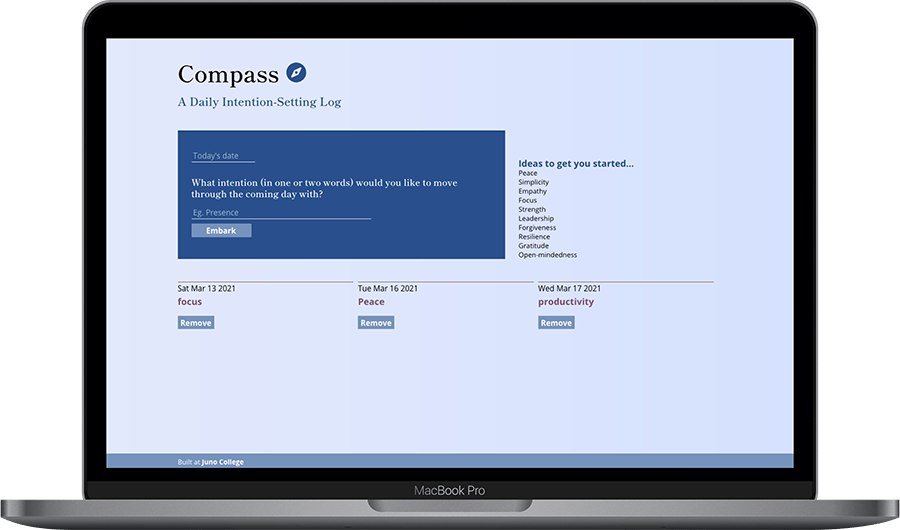 Compass
A Daily Intention-Setting Log
Today's date
What intention (in one or two words) would you like to move
through the coming day with?
Eg. Presence
Embark
Ideas to get you started...
Peace
Simplicity
Empathy
Focus
Strength
Leadership
Forgiveness
Resilience
Gratitude
Open-mindedness
Sat Mar 13 2021
focus
Remove
Tue Mar 16 2021
Peace
Remove
Wed Mar 17 2021
productivity
Remove
Built at Juno College
MacBook Pro